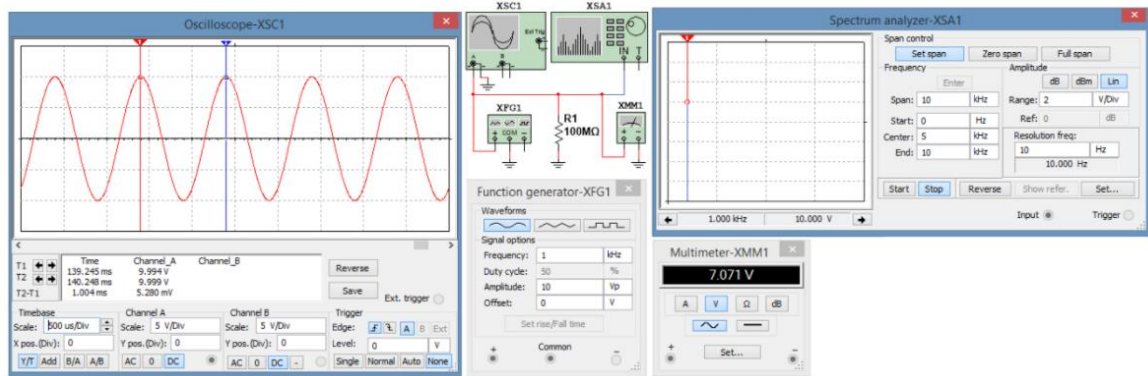 Oscilloscope-XSC1
Time Channel_A Channel_B
T1 139.245 ms 9.994 V
T2 140.248 ms 9.999 V
T2-T1 1.004 ms 5.280 mV
Reverse
Save
Ext. trigger
Timebase Channel A Channel B Trigger
Scale: 500 us/Div Scale: 5 V/Div Scale: 5 V/Div Edge: A B Ext
X pos.(Div): 0 Y pos.(Div): 0 Y pos.(Div): 0 Level: 0 V
Y/T Add B/A A/B AC 0 DC AC 0 DC - Single Normal Auto None
XSC1 XSA1
Ext Trig
A B
IN T
XFG1
COM
R1
100MΩ
XMM1
Function generator-XFG1
Waveforms
Signal options
Frequency: 1 kHz
Duty cycle: 50 %
Amplitude: 10 Vp
Offset: 0 V
Set rise/Fall time
+ Common -
Spectrum analyzer-XSA1
Span control
Set span Zero span Full span
Frequency Amplitude
Enter dB dBm Lin
Span: 10 kHz Range: 2 V/Div
Start: 0 Hz Ref: 0 dB
Center: 5 kHz Resolution freq:
End: 10 kHz 10 Hz
10.000 Hz
Start Stop Reverse Show refer. Set...
1.000 kHz 10.000 V
Input Trigger
Multimeter-XMM1
7.071 V
A V Ω dB
+ Set... -